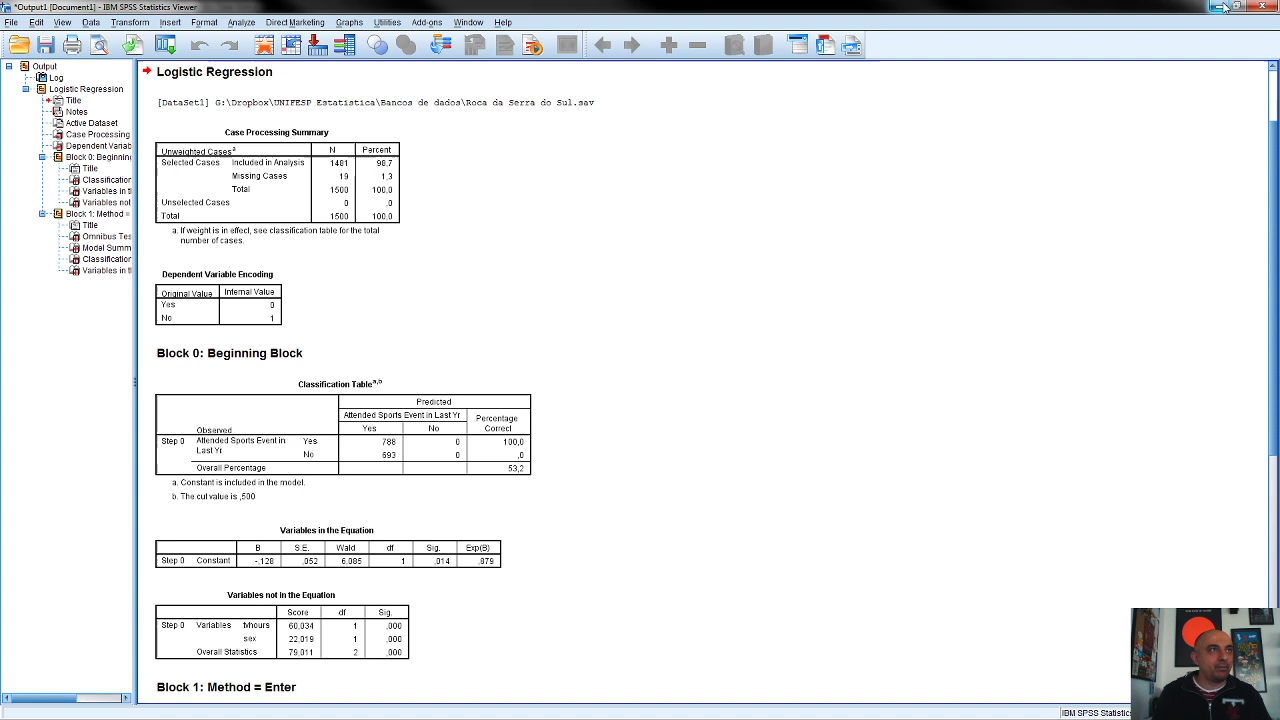 *Output1 [Document1] - IBM SPSS Statistics Viewer
File Edit View Data Transform Insert Format Analyze Direct Marketing Graphs Utilities Add-ons Window Help
Output
Log
Logistic Regression
Title
Notes
Active Dataset
Case Processing
Dependent Variab
Block 0: Beginning
Title
Classification
Variables in t
Variables not
Block 1: Method =
Title
Omnibus Tes
Model Summ
Classification
Variables in t
Logistic Regression
[DataSet1] G:\Dropbox\UNIFESP Estatistica\Bancos de dados\Roca da Serra do Sul.sav
Case Processing Summary
Unweighted Cases a N Percent
Selected Cases Included in Analysis 1481 98,7
Missing Cases 19 1,3
Total 1500 100,0
Unselected Cases 0 ,0
Total 1500 100,0
a. If weight is in effect, see classification table for the total
number of cases.
Dependent Variable Encoding
Original Value Internal Value
Yes 0
No 1
Block 0: Beginning Block
Classification Table a,b
Predicted
Attended Sports Event in Last Yr Percentage
Observed Yes No Correct
Step 0 Attended Sports Event in Yes 788 0 100,0
Last Yr No 693 0 ,0
Overall Percentage 53,2
a. Constant is included in the model.
b. The cut value is ,500
Variables in the Equation
B S.E. Wald df Sig. Exp(B)
Step 0 Constant -,128 ,052 6,085 1 ,014 ,879
Variables not in the Equation
Score df Sig.
Step 0 Variables tvhours 60,034 1 ,000
sex 22,019 1 ,000
Overall Statistics 79,011 2 ,000
Block 1: Method = Enter
IBM SPSS Statistics